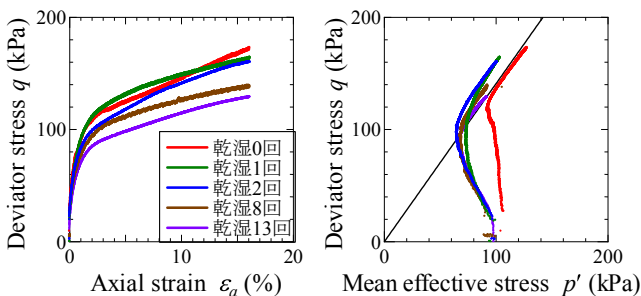 200
100
0
Deviator stress q (kPa)
0
10
20
Axial strain εa (%)
乾湿0回
乾湿1回
乾湿2回
乾湿8回
乾湿13回
200
100
0
Deviator stress q (kPa)
0
100
200
Mean effective stress p′ (kPa)